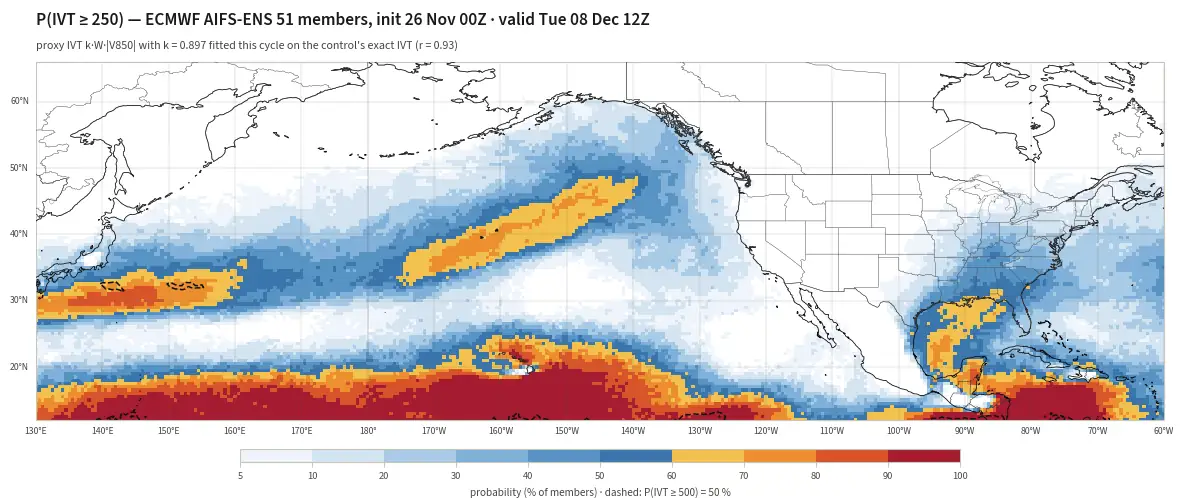 P(IVT ≥ 250) — ECMWF AIFS-ENS 51 members, init 26 Nov 00Z · valid Tue 08 Dec 12Z
proxy IVT k·W·|V850| with k = 0.897 fitted this cycle on the control's exact IVT (r = 0.93)
60°N
50°N
40°N
30°N
20°N
130°E 140°E 150°E 160°E 170°E 180° 170°W 160°W 150°W 140°W 130°W 120°W 110°W 100°W 90°W 80°W 70°W 60°W
5 10 20 30 40 50 60 70 80 90 100
probability (% of members) · dashed: P(IVT ≥ 500) = 50 %